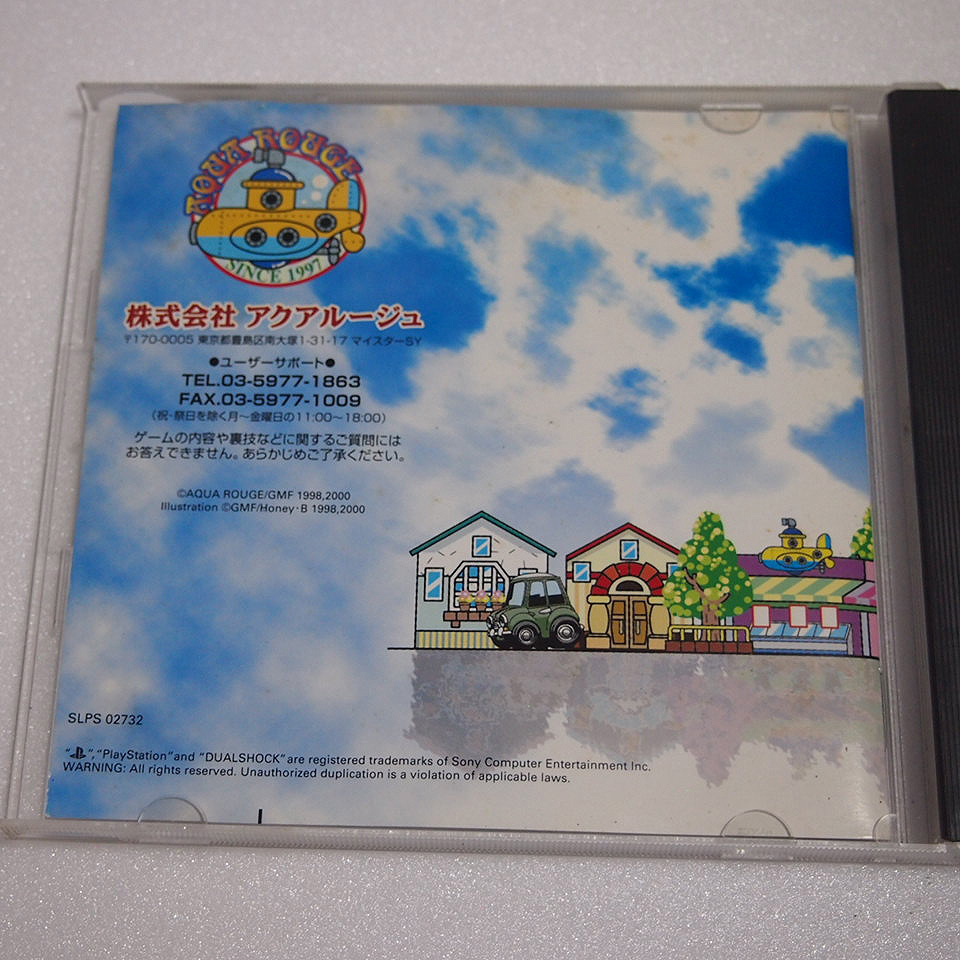 AQUA ROUGE
SINCE 1997
株式会社 アクアルージュ
〒170-0005 東京都豊島区南大塚1-31-17 マイスターSY
●ユーザーサポート●
TEL.03-5977-1863
FAX.03-5977-1009
(祝・祭日を除く月～金曜日の11:00～18:00)
ゲームの内容や裏技などに関するご質問には
お答えできません。あらかじめご了承ください。
©AQUA ROUGE/GMF 1998,2000
Illustration ©GMF/Honey・B 1998,2000
SLPS 02732
“ ”, “PlayStation” and “DUALSHOCK” are registered trademarks of Sony Computer Entertainment Inc.
WARNING: All rights reserved. Unauthorized duplication is a violation of applicable laws.